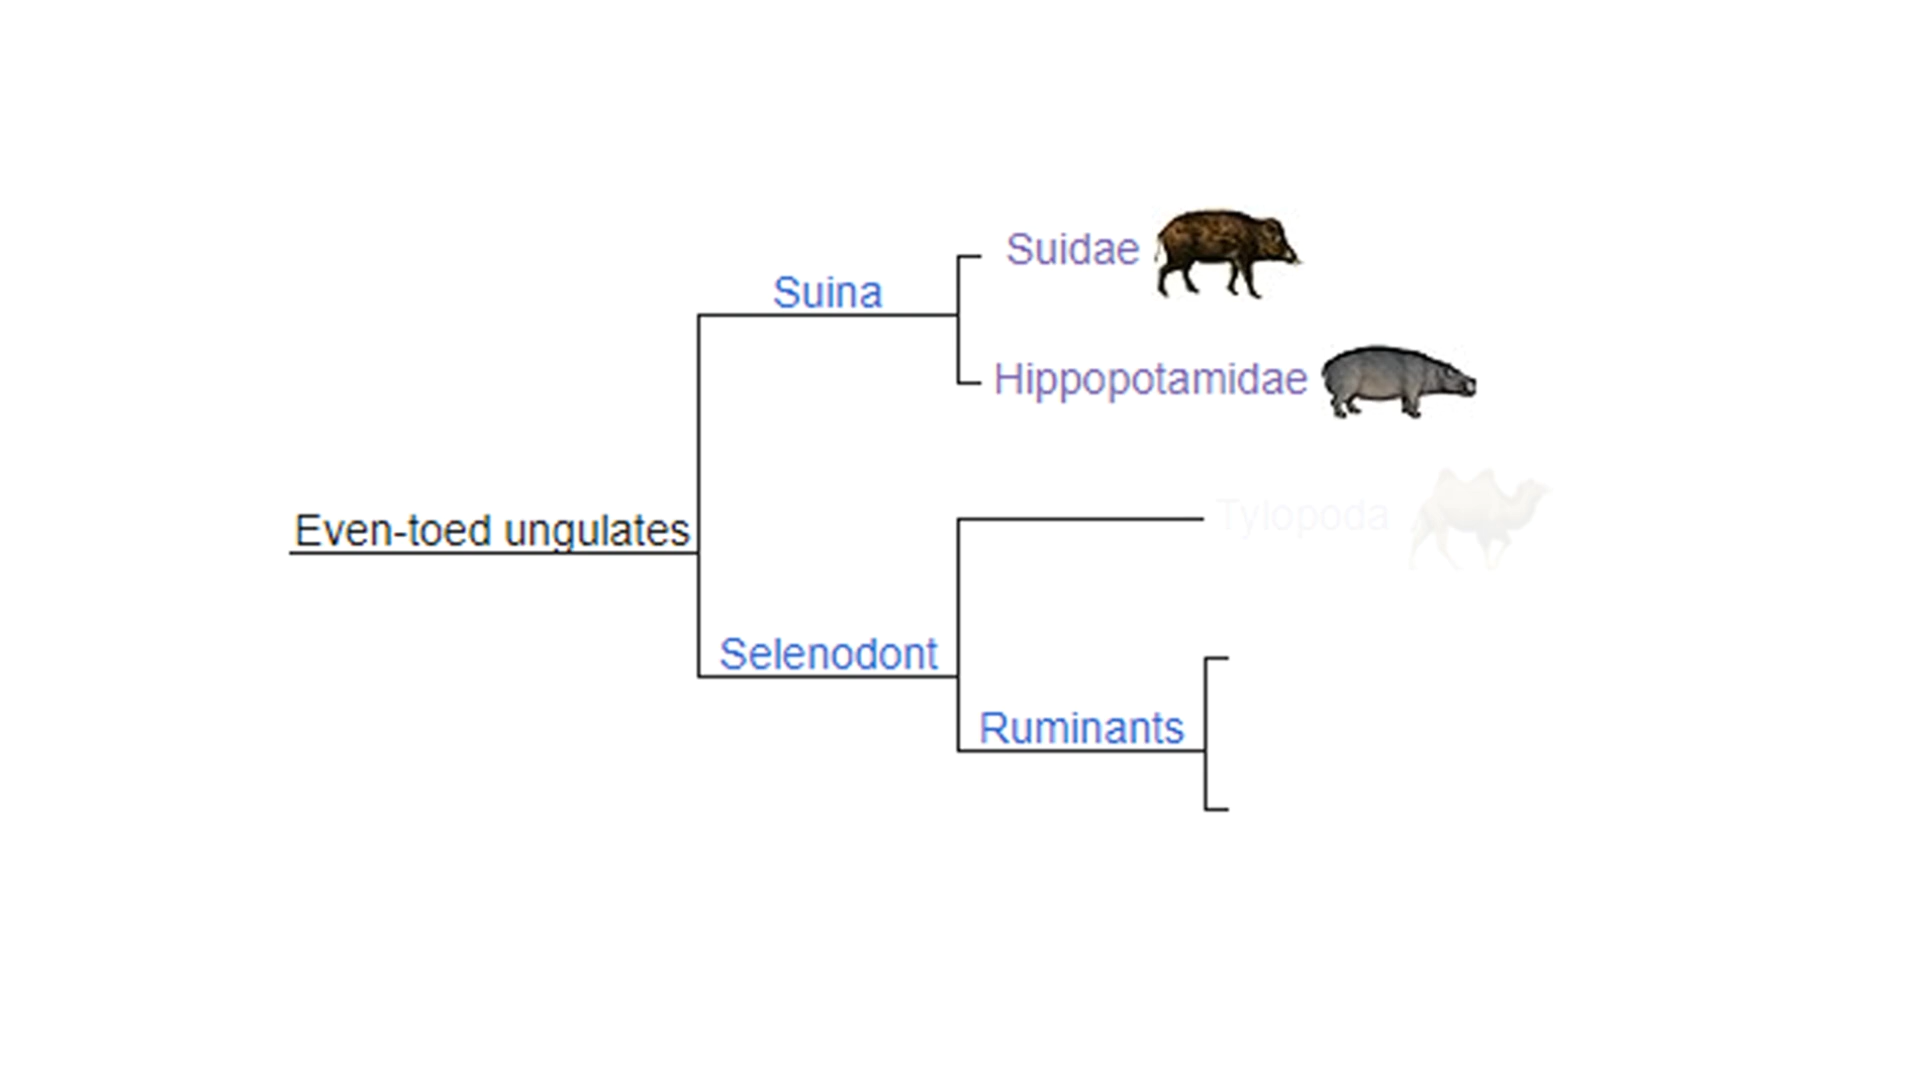 Suidae
Suina
Hippopotamidae
Tylopoda
Even-toed ungulates
Selenodont
Ruminants